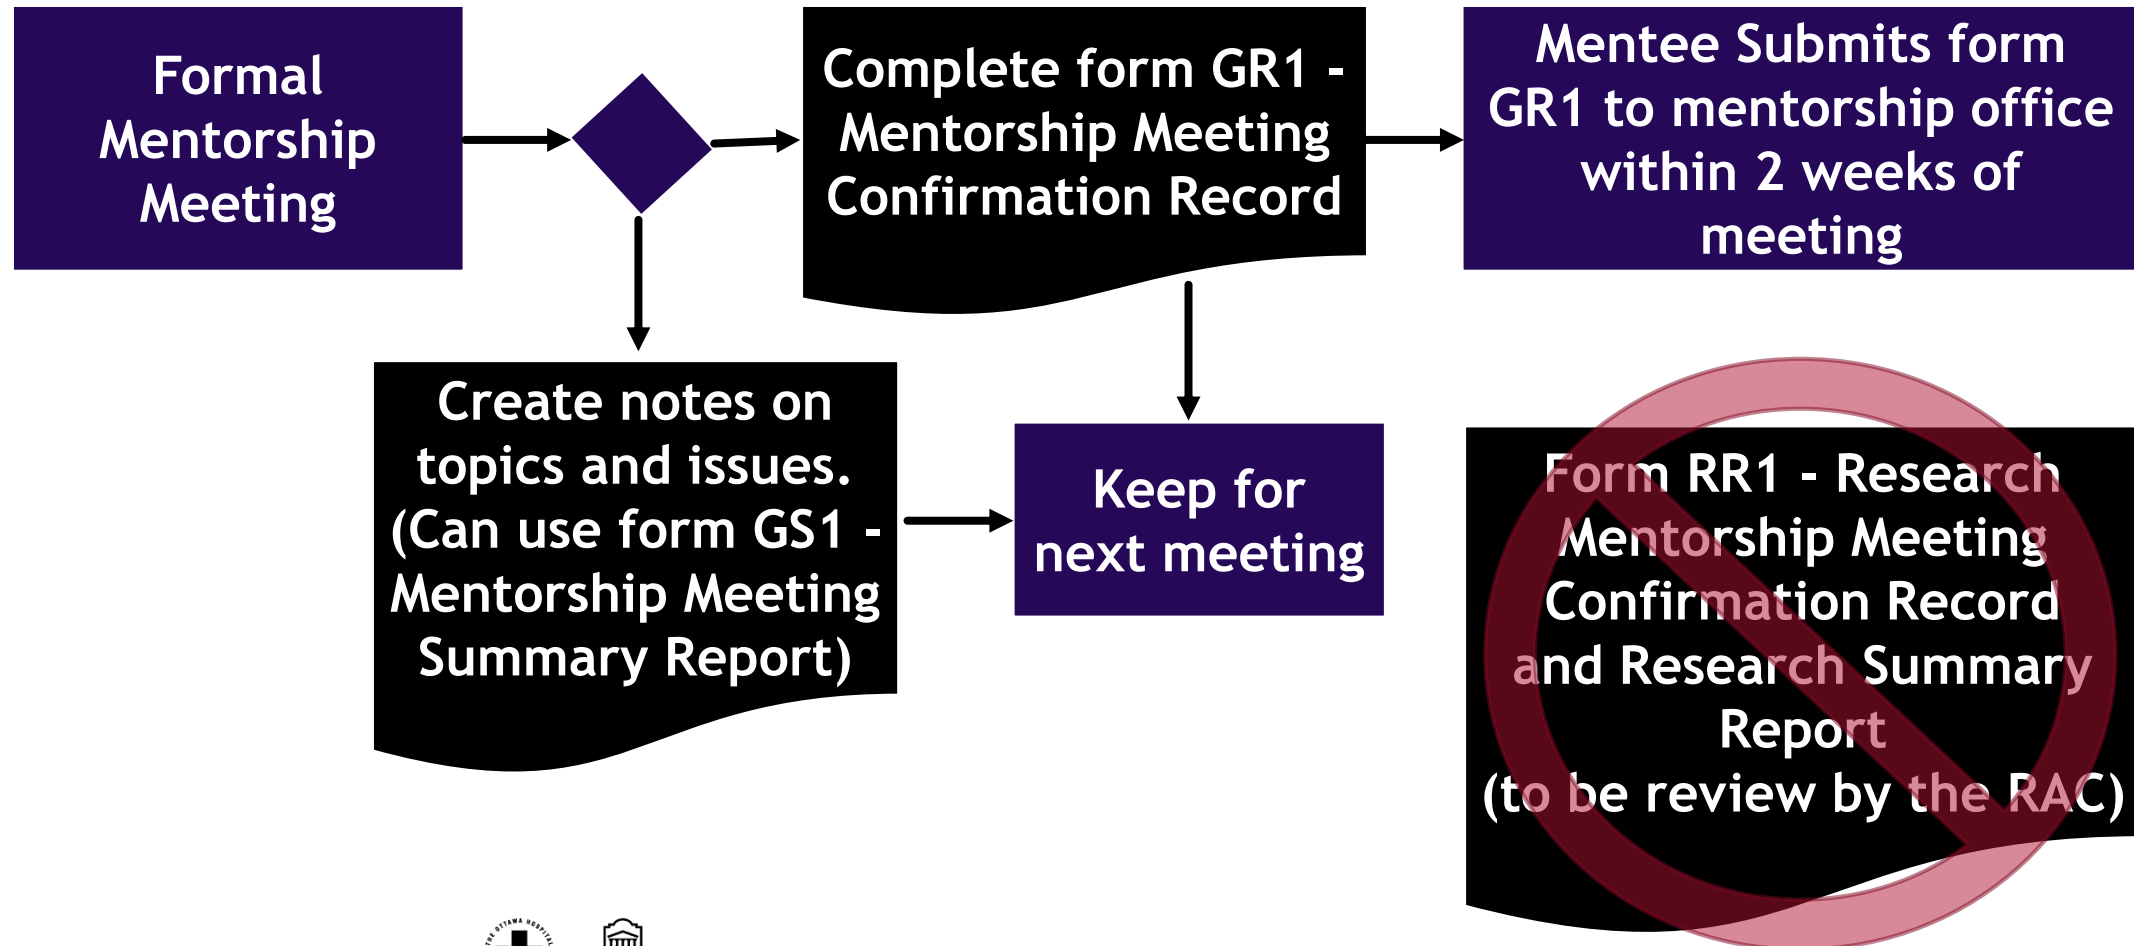 Formal
Mentorship
Meeting
Complete form GR1 -
Mentorship Meeting
Confirmation Record
Mentee Submits form
GR1 to mentorship office
within 2 weeks of
meeting
Create notes on
topics and issues.
(Can use form GS1 -
Mentorship Meeting
Summary Report)
Keep for
next meeting
Form RR1 - Research
Mentorship Meeting
Confirmation Record
and Research Summary
Report
(to be review by the RAC)
THE OTTAWA HOSPITAL